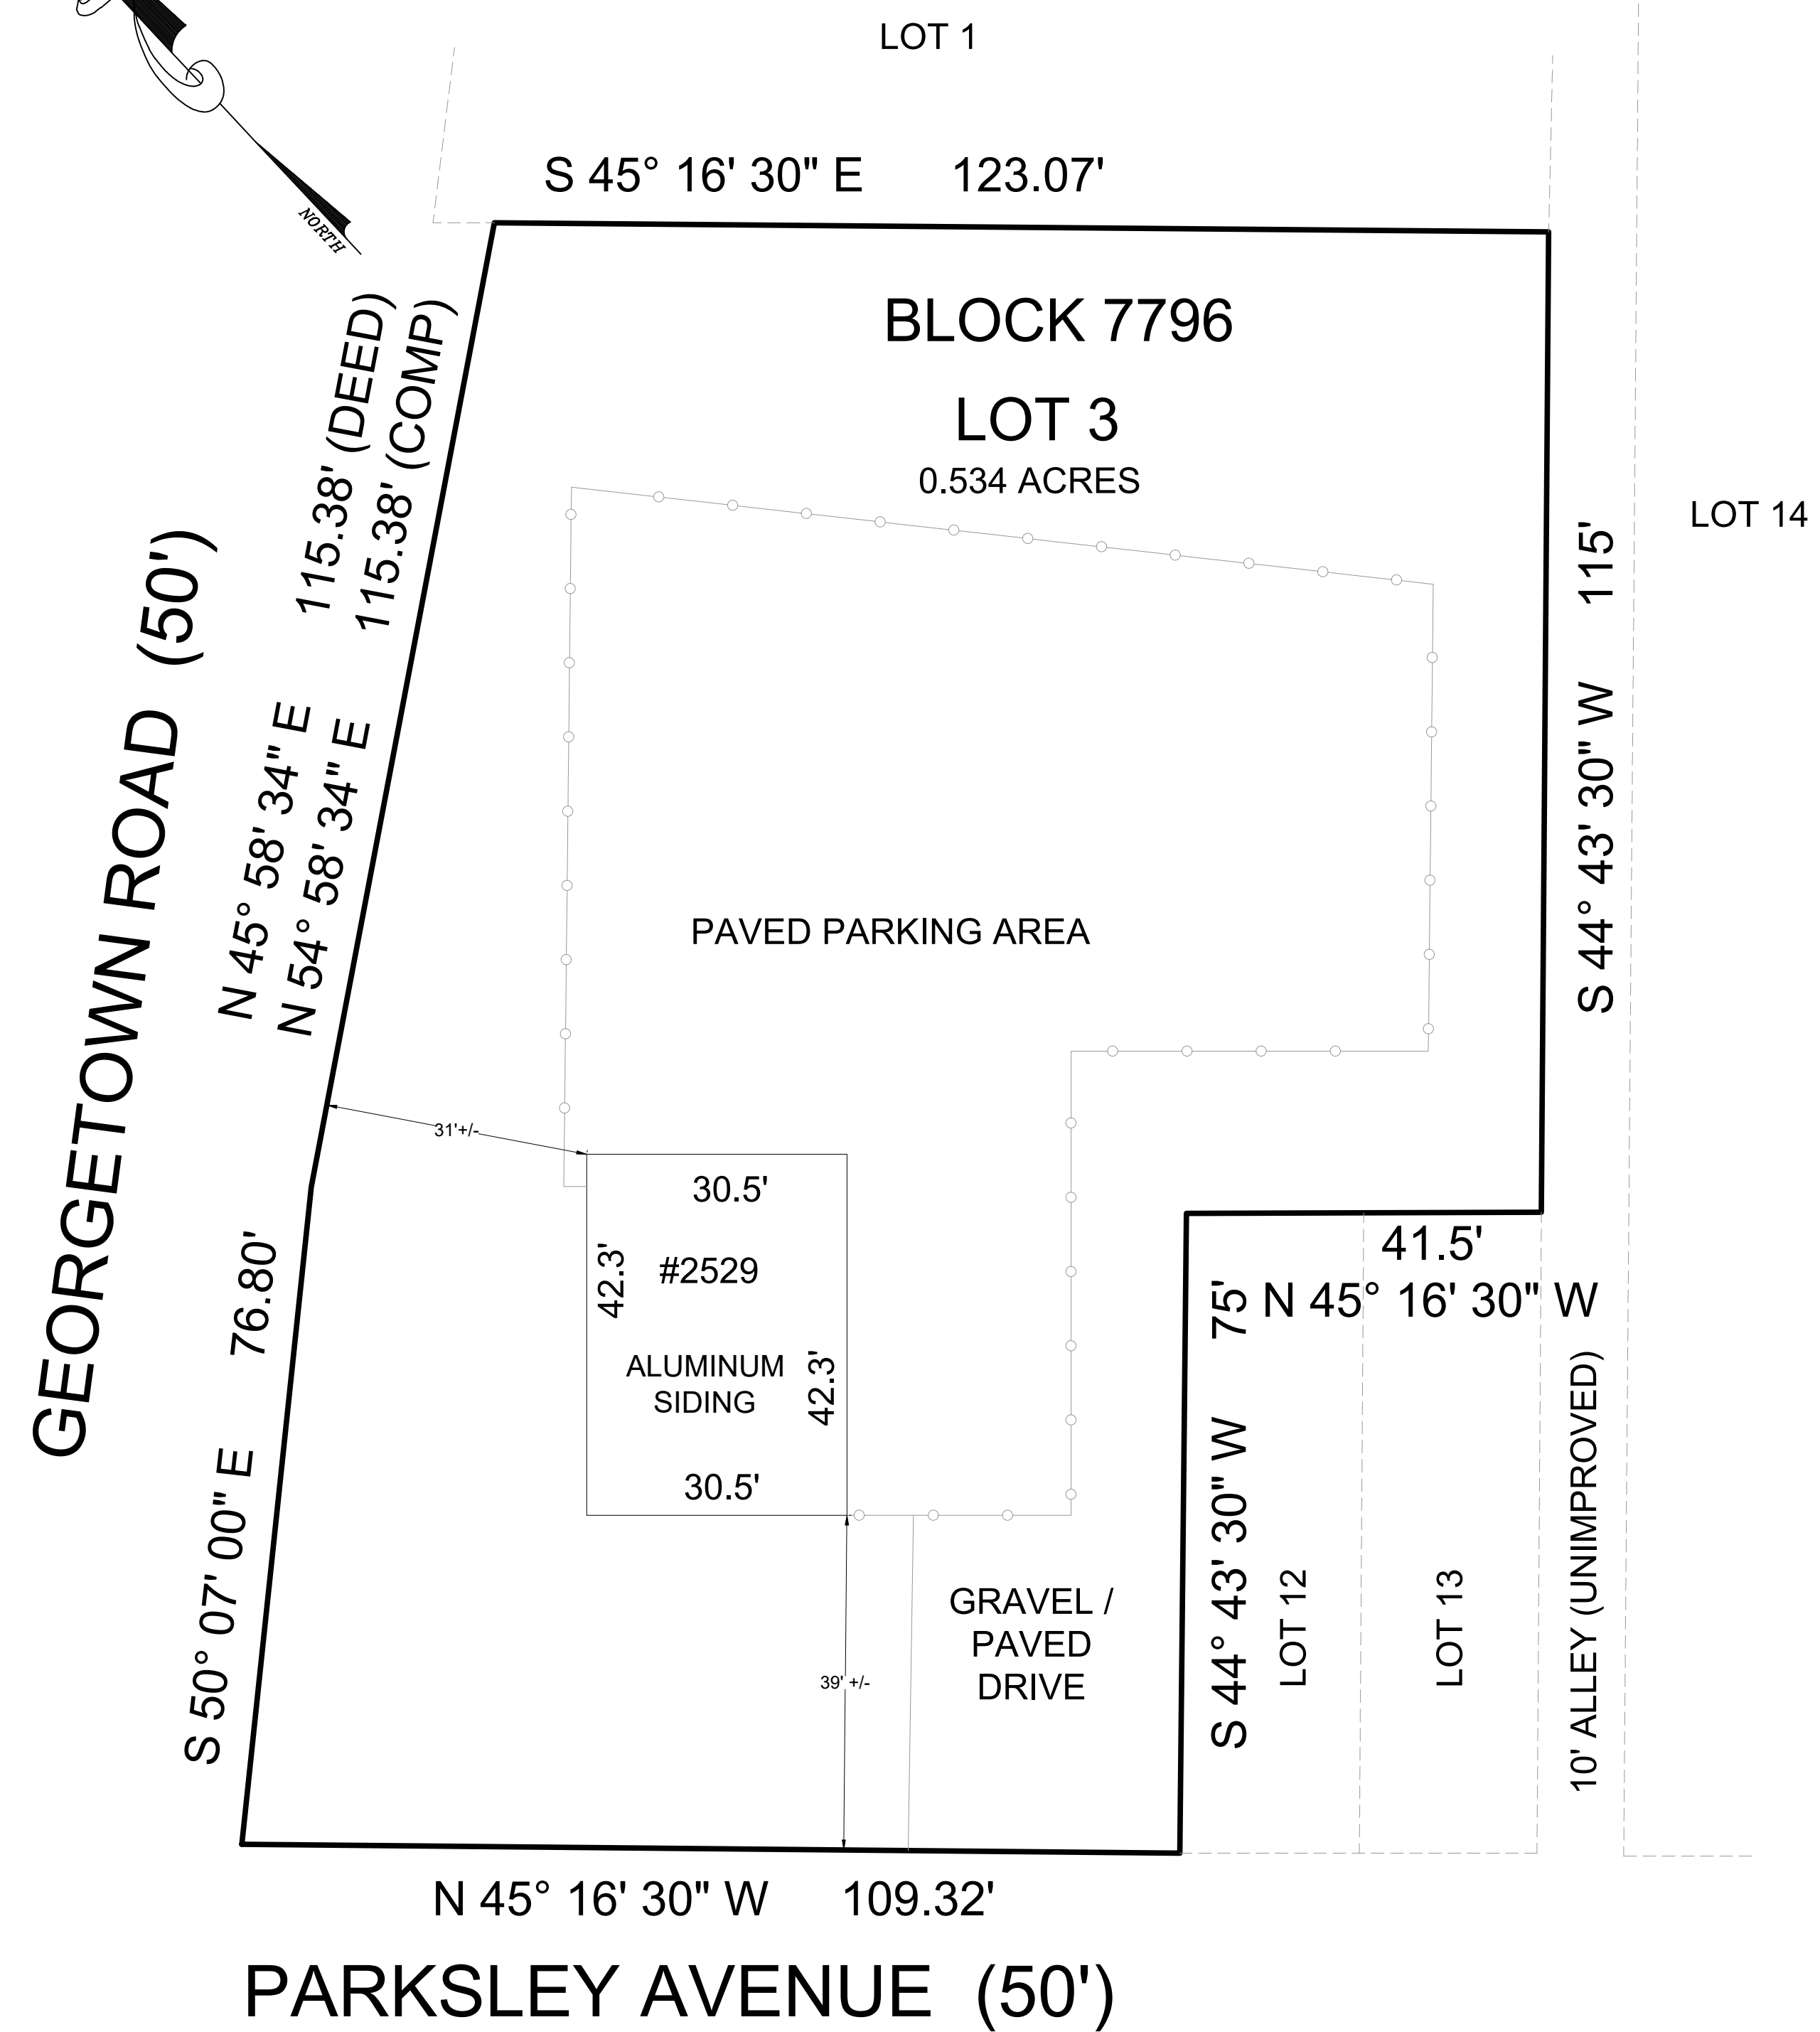 LOT 1
S 45° 16' 30" E 123.07'
NORTH
BLOCK 7796
LOT 3
0.534 ACRES
LOT 14
115.38' (DEED)
115.38' (COMP)
N 45° 58' 34" E
N 54° 58' 34" E
GEORGETOWN ROAD (50')
S 44° 43' 30" W 115'
PAVED PARKING AREA
31'+/-
30.5'
42.3'
#2529
ALUMINUM
SIDING
42.3'
30.5'
S 50° 07' 00" E 76.80'
41.5'
N 45° 16' 30" W
S 44° 43' 30" W 75'
LOT 12
LOT 13
10' ALLEY (UNIMPROVED)
GRAVEL /
PAVED
DRIVE
39' +/-
N 45° 16' 30" W 109.32'
PARKSLEY AVENUE (50')